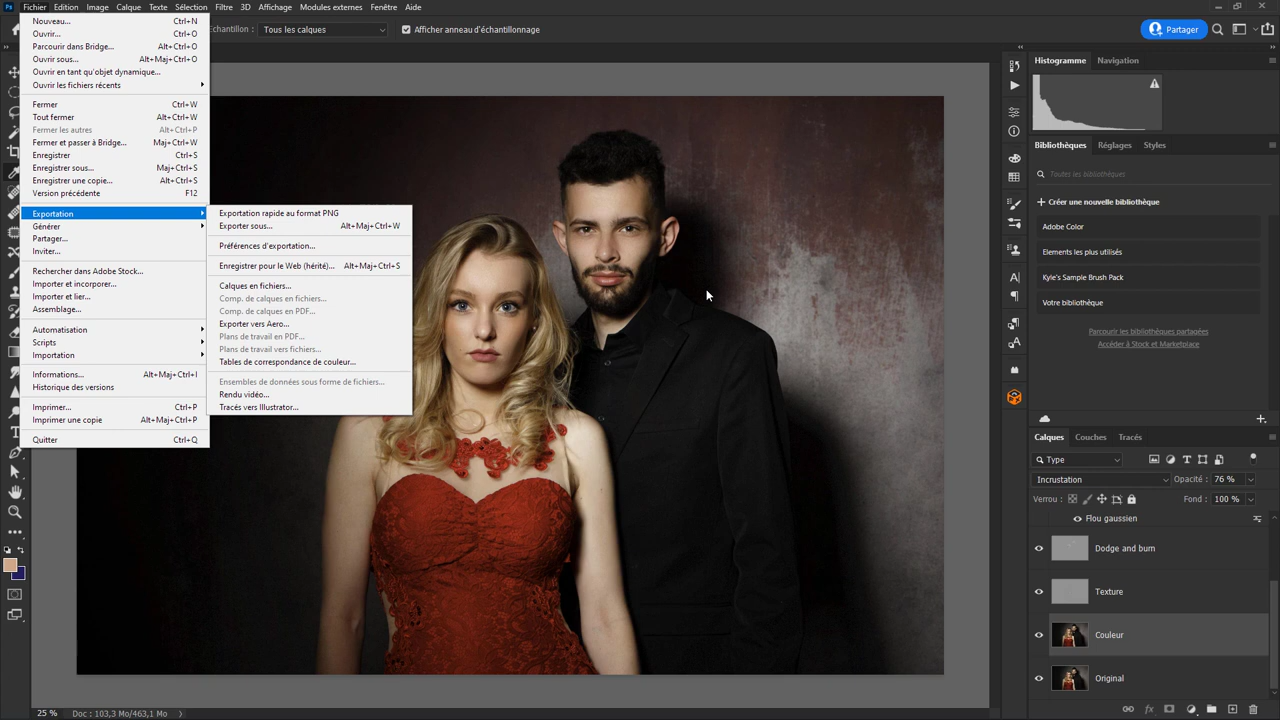 Ps Fichier Edition Image Calque Texte Sélection Filtre 3D Affichage Modules externes Fenêtre Aide
chantillon : Tous les calques Afficher anneau d'échantillonnage Partager
Nouveau... Ctrl+N
Ouvrir... Ctrl+O
Parcourir dans Bridge... Alt+Ctrl+O
Ouvrir sous... Alt+Maj+Ctrl+O
Ouvrir en tant qu'objet dynamique...
Ouvrir les fichiers récents
Fermer Ctrl+W
Tout fermer Alt+Ctrl+W
Fermer les autres Alt+Ctrl+P
Fermer et passer à Bridge... Maj+Ctrl+W
Enregistrer Ctrl+S
Enregistrer sous... Maj+Ctrl+S
Enregistrer une copie... Alt+Ctrl+S
Version précédente F12
Exportation
Générer
Partager...
Inviter...
Rechercher dans Adobe Stock...
Importer et incorporer...
Importer et lier...
Assemblage...
Automatisation
Scripts
Importation
Informations... Alt+Maj+Ctrl+I
Historique des versions
Imprimer... Ctrl+P
Imprimer une copie Alt+Maj+Ctrl+P
Quitter Ctrl+Q
Exportation rapide au format PNG
Exporter sous... Alt+Maj+Ctrl+W
Préférences d'exportation...
Enregistrer pour le Web (hérité)... Alt+Maj+Ctrl+S
Calques en fichiers...
Comp. de calques en fichiers...
Comp. de calques en PDF...
Exporter vers Aero...
Plans de travail en PDF...
Plans de travail vers fichiers...
Tables de correspondance de couleur...
Ensembles de données sous forme de fichiers...
Rendu vidéo...
Tracés vers Illustrator...
Histogramme Navigation
Bibliothèques Réglages Styles
Toutes les bibliothèques
Créer une nouvelle bibliothèque
Adobe Color
Elements les plus utilisés
Kyle's Sample Brush Pack
Votre bibliothèque
Parcourir les bibliothèques partagées
Accéder à Stock et Marketplace
Calques Couches Tracés
Type
Incrustation Opacité : 76 %
Verrou : Fond : 100 %
Flou gaussien
Dodge and burn
Texture
Couleur
Original
25 % Doc : 103,3 Mo/463,1 Mo